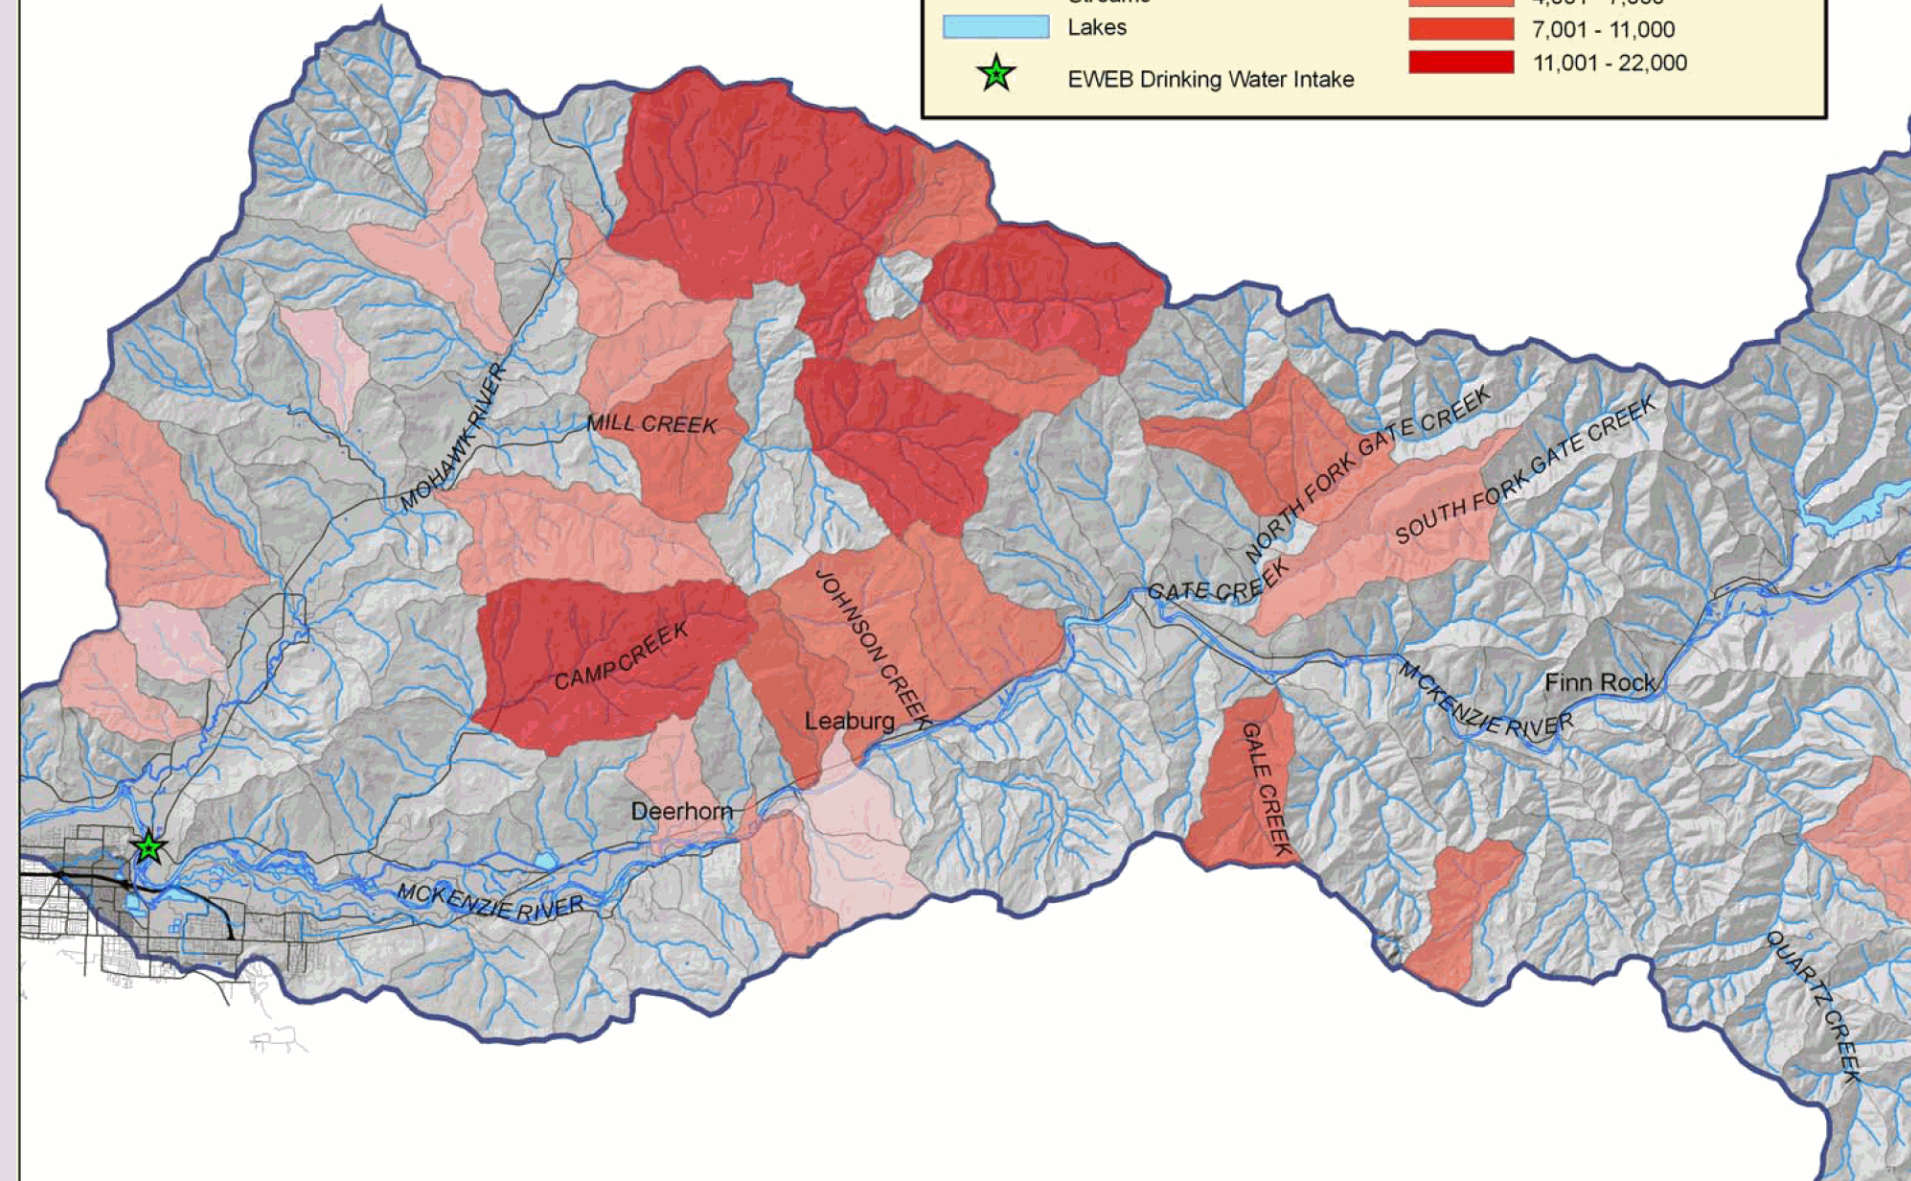 Lakes
7,001 - 11,000
11,001 - 22,000
EWEB Drinking Water Intake
MOHAWK RIVER
MILL CREEK
NORTH FORK GATE CREEK
SOUTH FORK GATE CREEK
GATE CREEK
JOHNSON CREEK
CAMP CREEK
Leaburg
MCKENZIE RIVER
Finn Rock
GALE CREEK
Deerhorn
MCKENZIE RIVER
QUARTZ CREEK